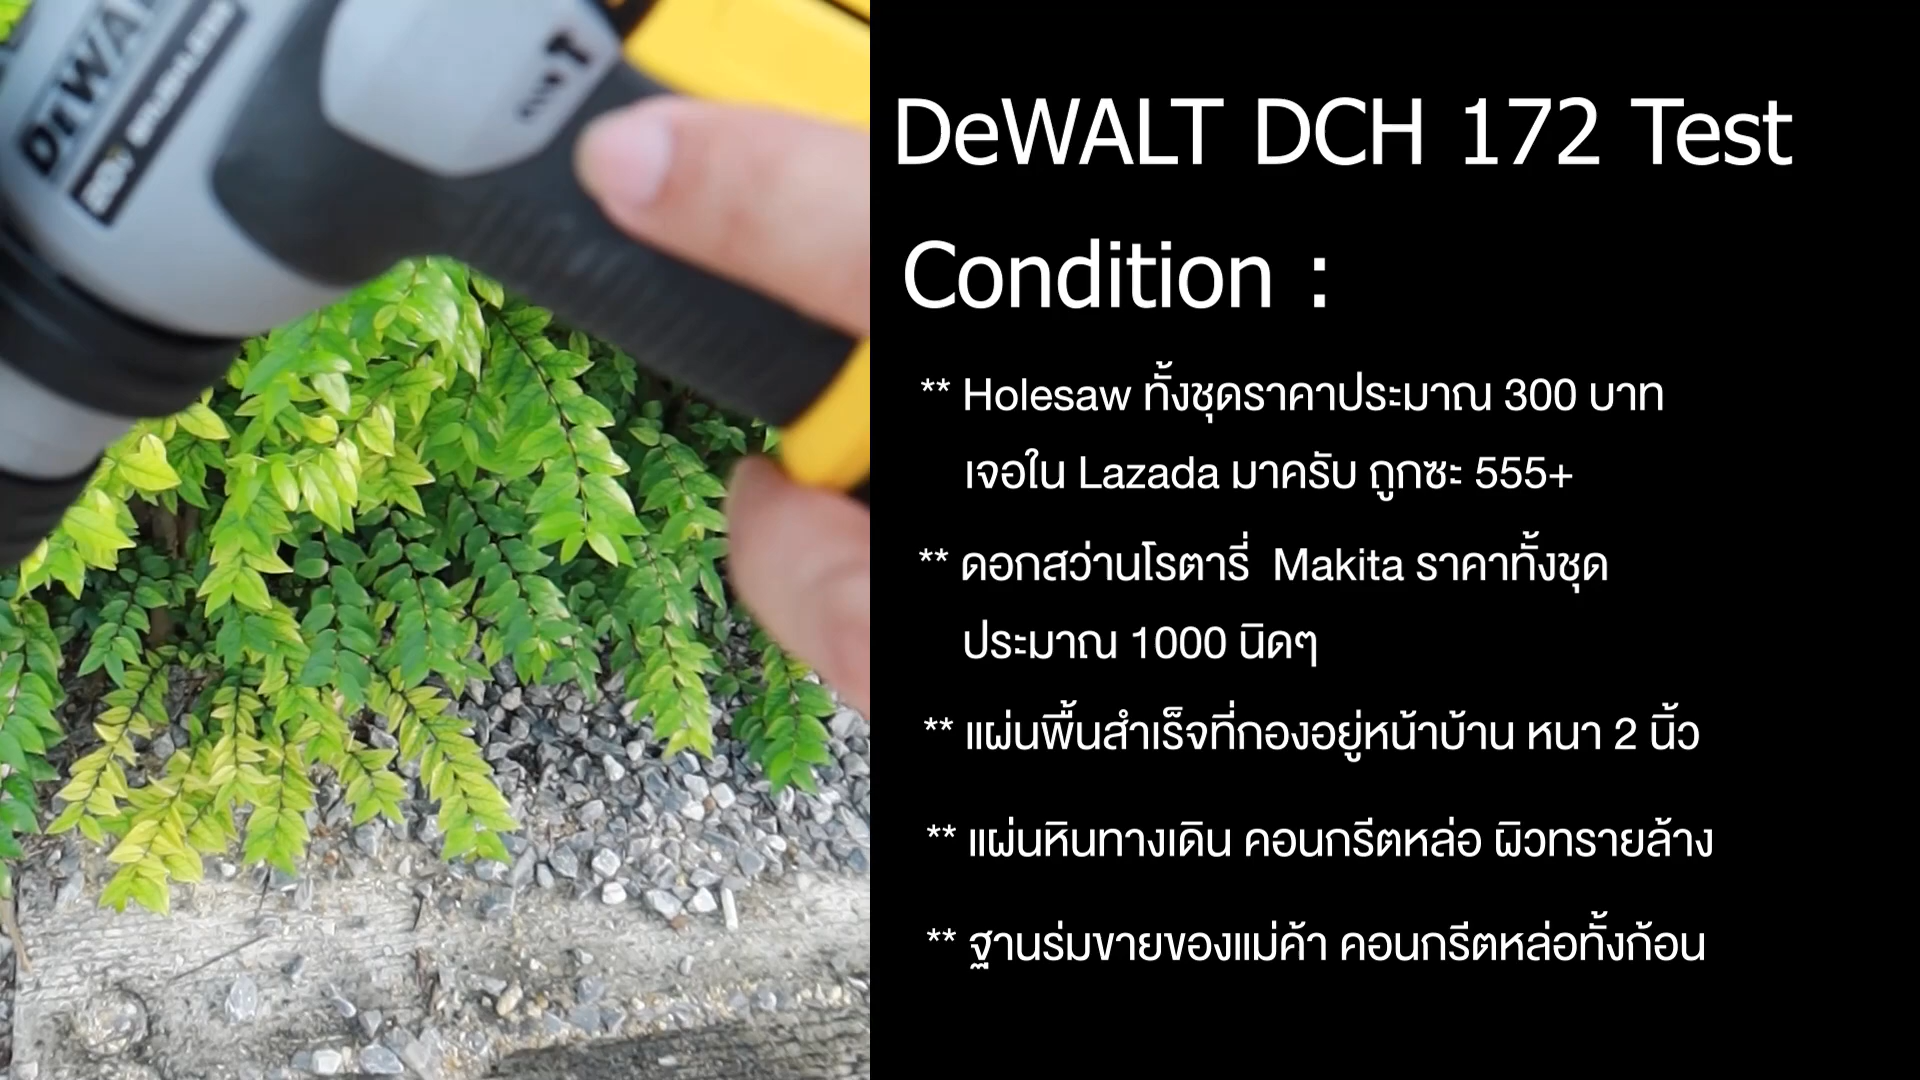 DeWALT
20V BRUSHLESS
DeWALT DCH 172 Test
Condition :
** Holesaw ทั้งชุดราคาประมาณ 300 บาท
เจอใน Lazada มาครับ ถูกซะ 555+
** ดอกสว่านโรตารี่ Makita ราคาทั้งชุด
ประมาณ 1000 นิดๆ
** แผ่นพื้นสำเร็จที่กองอยู่หน้าบ้าน หนา 2 นิ้ว
** แผ่นหินทางเดิน คอนกรีตหล่อ ผิวทรายล้าง
** ฐานร่มขายของแม่ค้า คอนกรีตหล่อทั้งก้อน